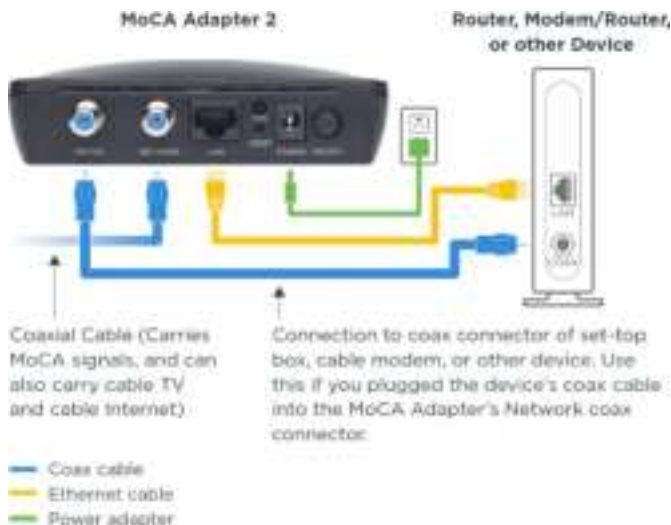 MoCA Adapter 2
Router, Modem/Router,
or other Device
LAN
POWER
LAN
Coaxial Cable (Carries
MoCA signals, and can
also carry cable TV
and cable Internet)
Connection to coax connector of set-top
box, cable modem, or other device. Use
this if you plugged the device's coax cable
into the MoCA Adapter's Network coax
connector.
Coax cable
Ethernet cable
Power adapter